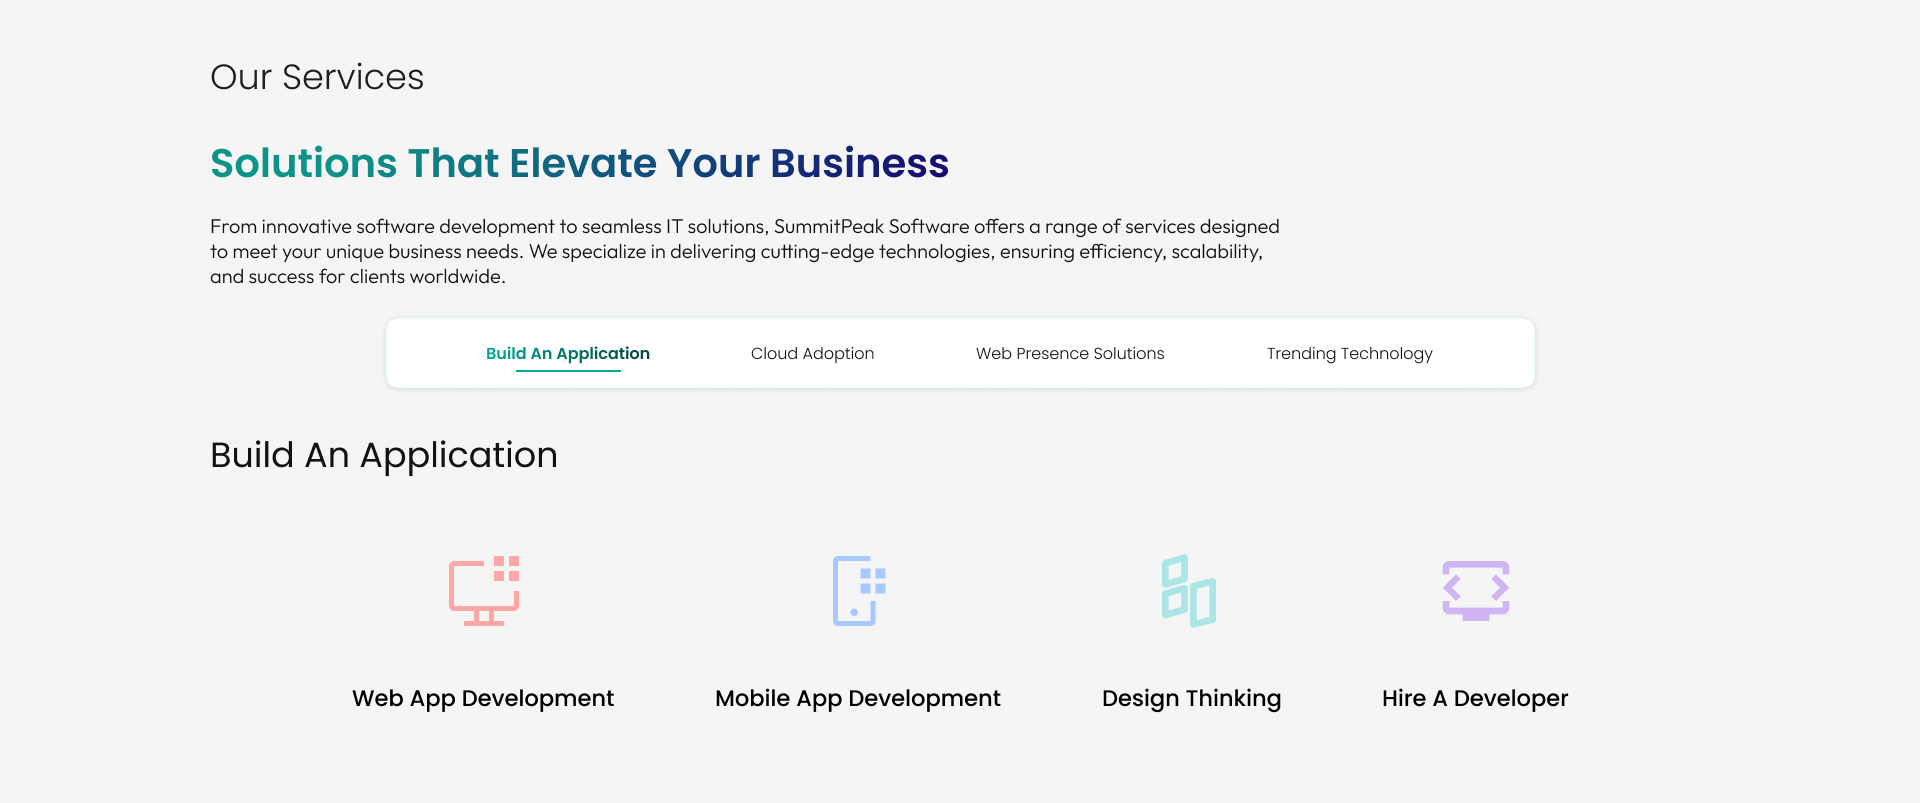 Our Services
Solutions That Elevate Your Business
From innovative software development to seamless IT solutions, SummitPeak Software offers a range of services designed
to meet your unique business needs. We specialize in delivering cutting-edge technologies, ensuring efficiency, scalability,
and success for clients worldwide.
Build An Application
Cloud Adoption
Web Presence Solutions
Trending Technology
Build An Application
Web App Development
Mobile App Development
Design Thinking
Hire A Developer